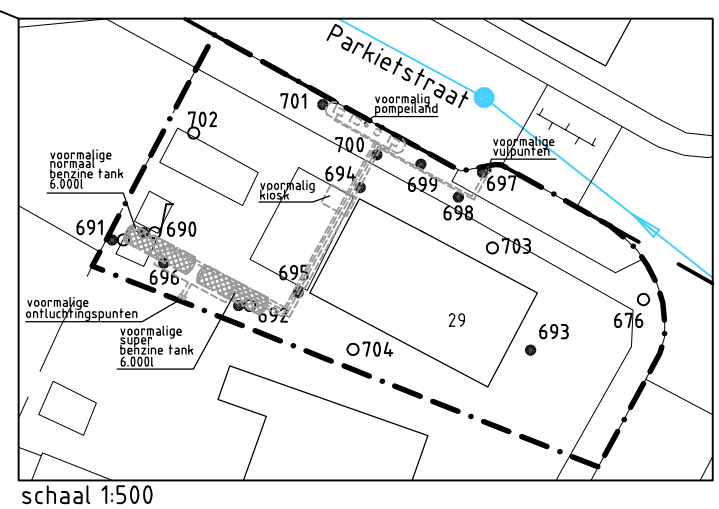 Parkietstraat
701
voormalig
pompeiland
702
700
voormalige
vulpunten
voormalige
normaal
benzine tank
6.000l
694
voormalig
kiosk
699
697
698
691
690
703
696
695
voormalige
ontluchtingspunten
692
676
voormalige
super
benzine tank
6.000l
29
693
704
schaal 1:500